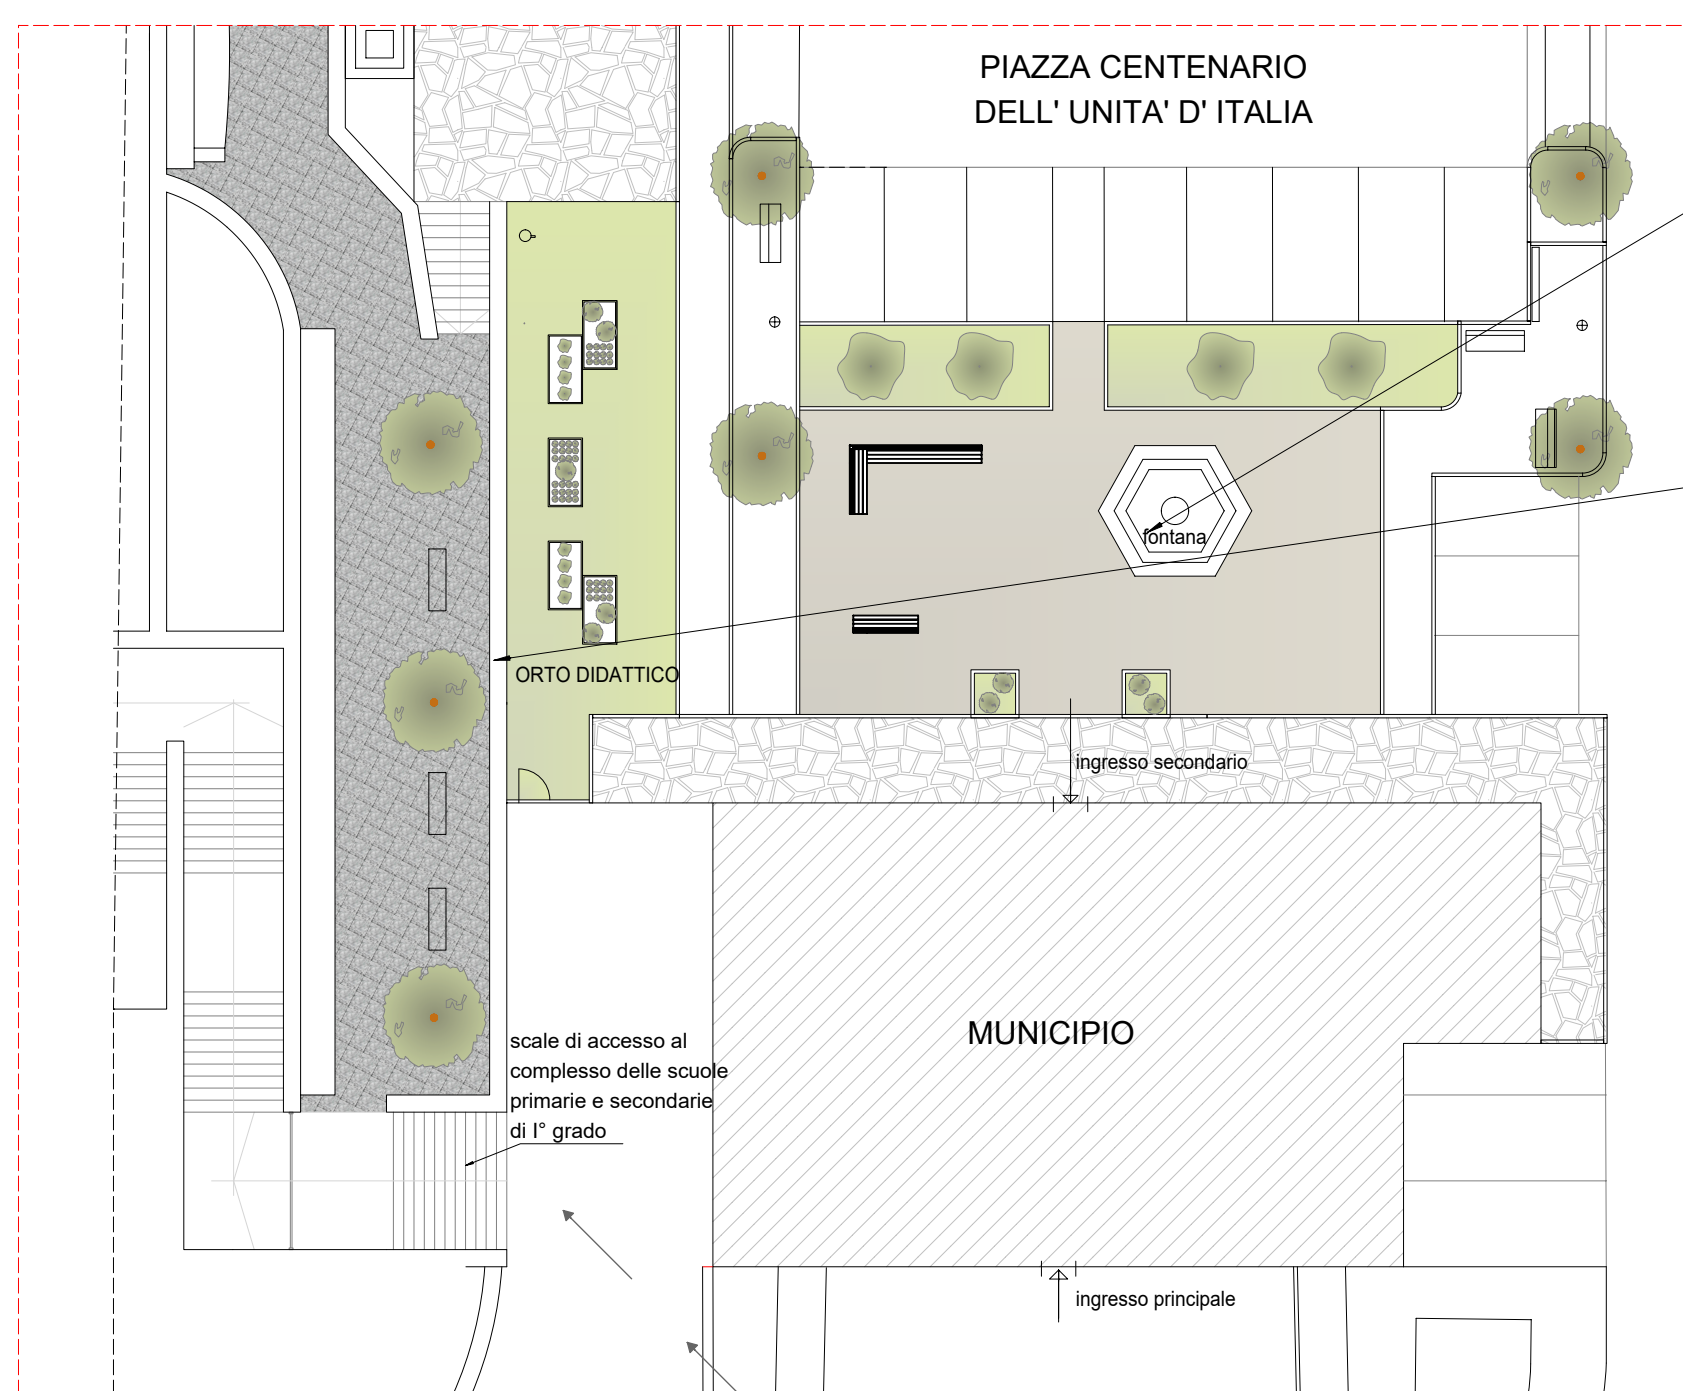 PIAZZA CENTENARIO
DELL' UNITA' D' ITALIA
fontana
ORTO DIDATTICO
ingresso secondario
MUNICIPIO
scale di accesso al
complesso delle scuole
primarie e secondarie
di I° grado
ingresso principale